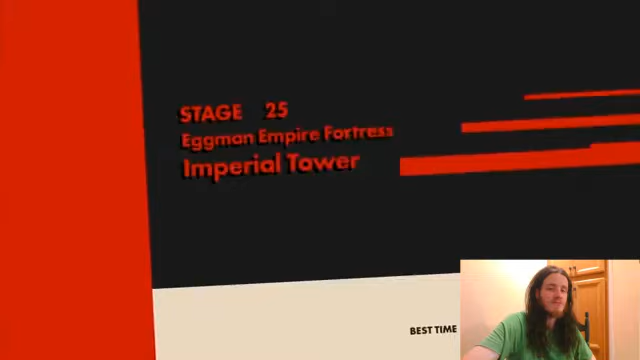 STAGE 25
Eggman Empire Fortress
Imperial Tower
BEST TIME